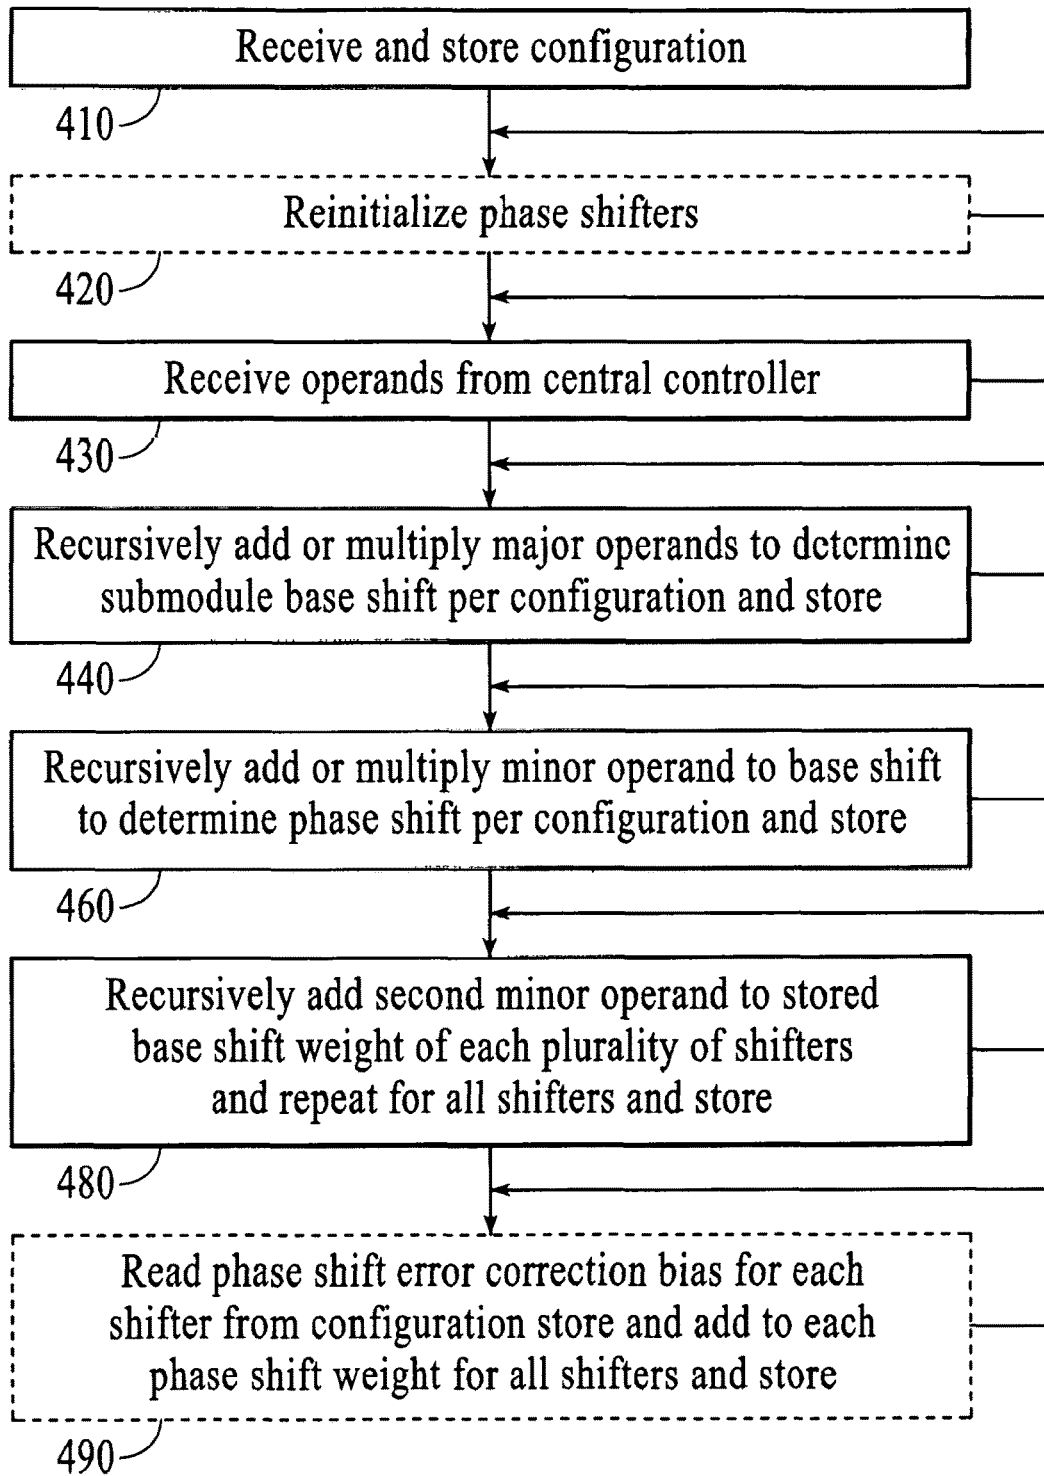 Receive and store configuration
410
Reinitialize phase shifters
420
Receive operands from central controller
430
Recursively add or multiply major operands to determine
submodule base shift per configuration and store
440
Recursively add or multiply minor operand to base shift
to determine phase shift per configuration and store
460
Recursively add second minor operand to stored
base shift weight of each plurality of shifters
and repeat for all shifters and store
480
Read phase shift error correction bias for each
shifter from configuration store and add to each
phase shift weight for all shifters and store
490